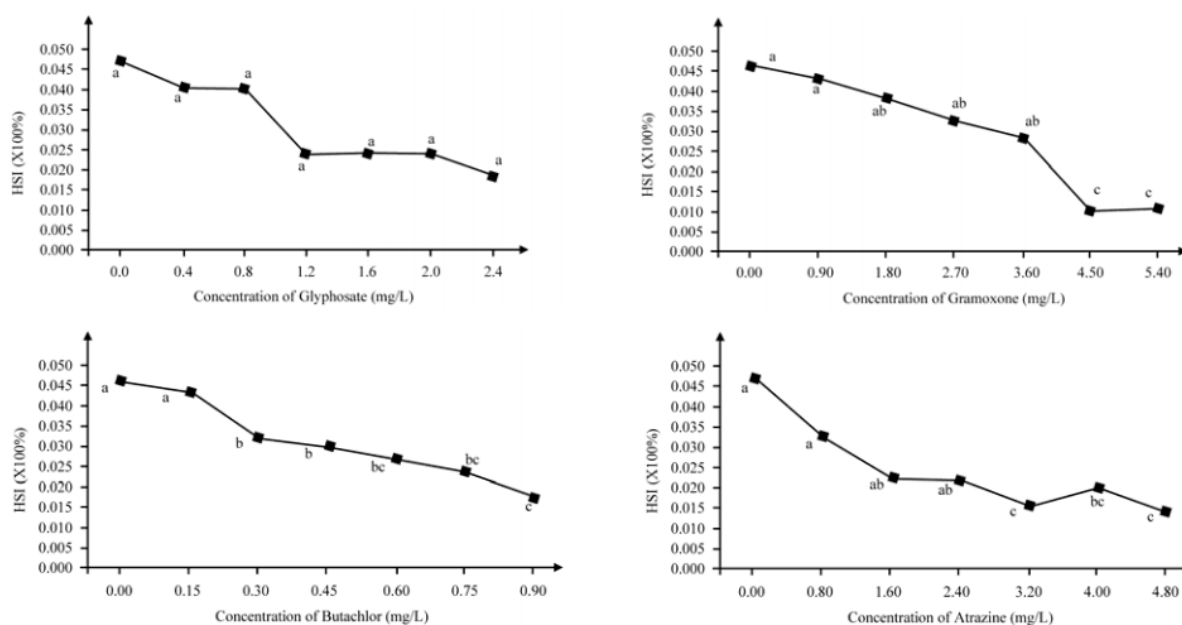 HSI (X100%)
0.050
0.045
0.040
0.035
0.030
0.025
0.020
0.015
0.010
0.005
0.000
a
a
a
a
a
a
a
0.0 0.4 0.8 1.2 1.6 2.0 2.4
Concentration of Glyphosate (mg/L)
HSI (X100%)
0.050
0.045
0.040
0.035
0.030
0.025
0.020
0.015
0.010
0.005
0.000
a
a
ab
ab
ab
c
c
0.00 0.90 1.80 2.70 3.60 4.50 5.40
Concentration of Gramoxone (mg/L)
HSI (X100%)
0.050
0.045
0.040
0.035
0.030
0.025
0.020
0.015
0.010
0.005
0.000
a
a
b
b
bc
bc
c
0.00 0.15 0.30 0.45 0.60 0.75 0.90
Concentration of Butachlor (mg/L)
HSI (X100%)
0.050
0.045
0.040
0.035
0.030
0.025
0.020
0.015
0.010
0.005
0.000
a
a
ab
ab
c
bc
c
0.00 0.80 1.60 2.40 3.20 4.00 4.80
Concentration of Atrazine (mg/L)